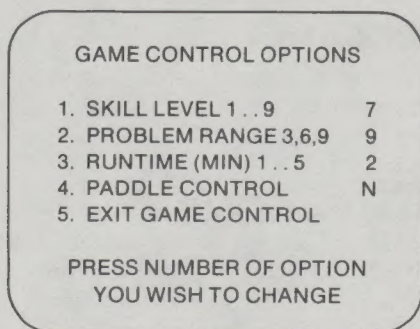 GAME CONTROL OPTIONS
1. SKILL LEVEL 1 . . 9 7
2. PROBLEM RANGE 3,6,9 9
3. RUNTIME (MIN) 1 . . 5 2
4. PADDLE CONTROL N
5. EXIT GAME CONTROL
PRESS NUMBER OF OPTION
YOU WISH TO CHANGE